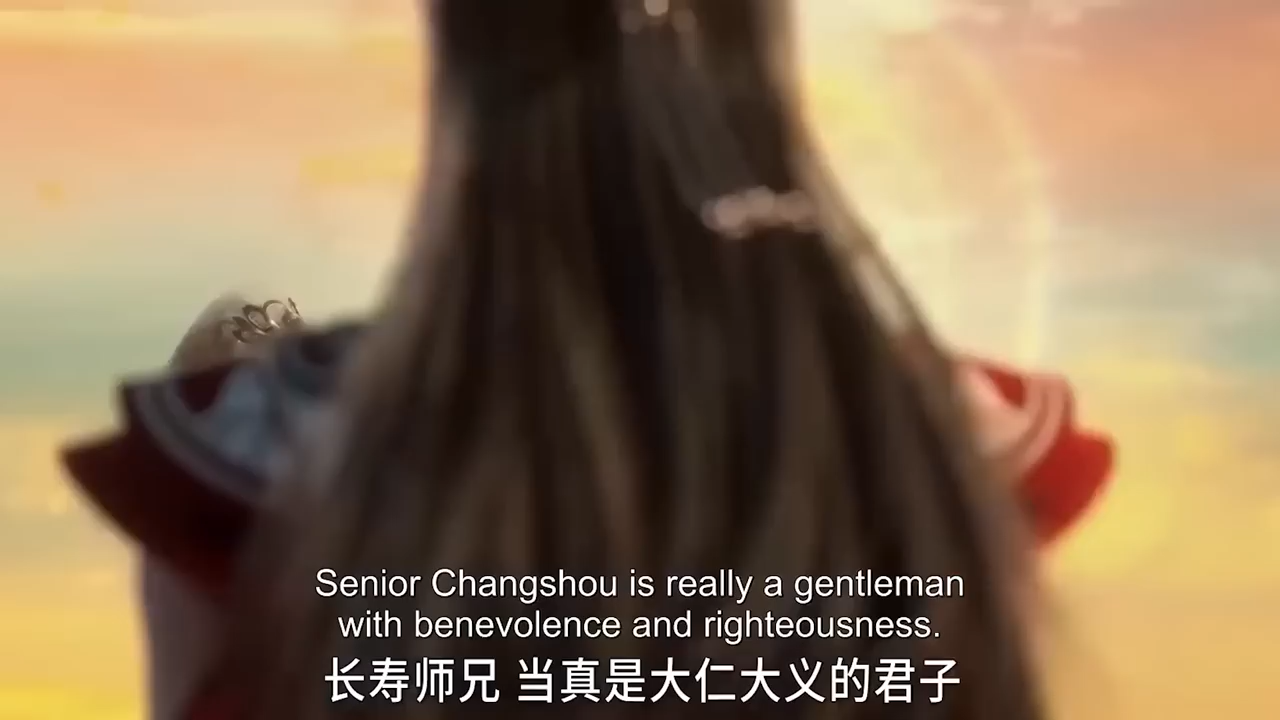 Senior Changshou is really a gentleman
with benevolence and righteousness.
长寿师兄 当真是大仁大义的君子